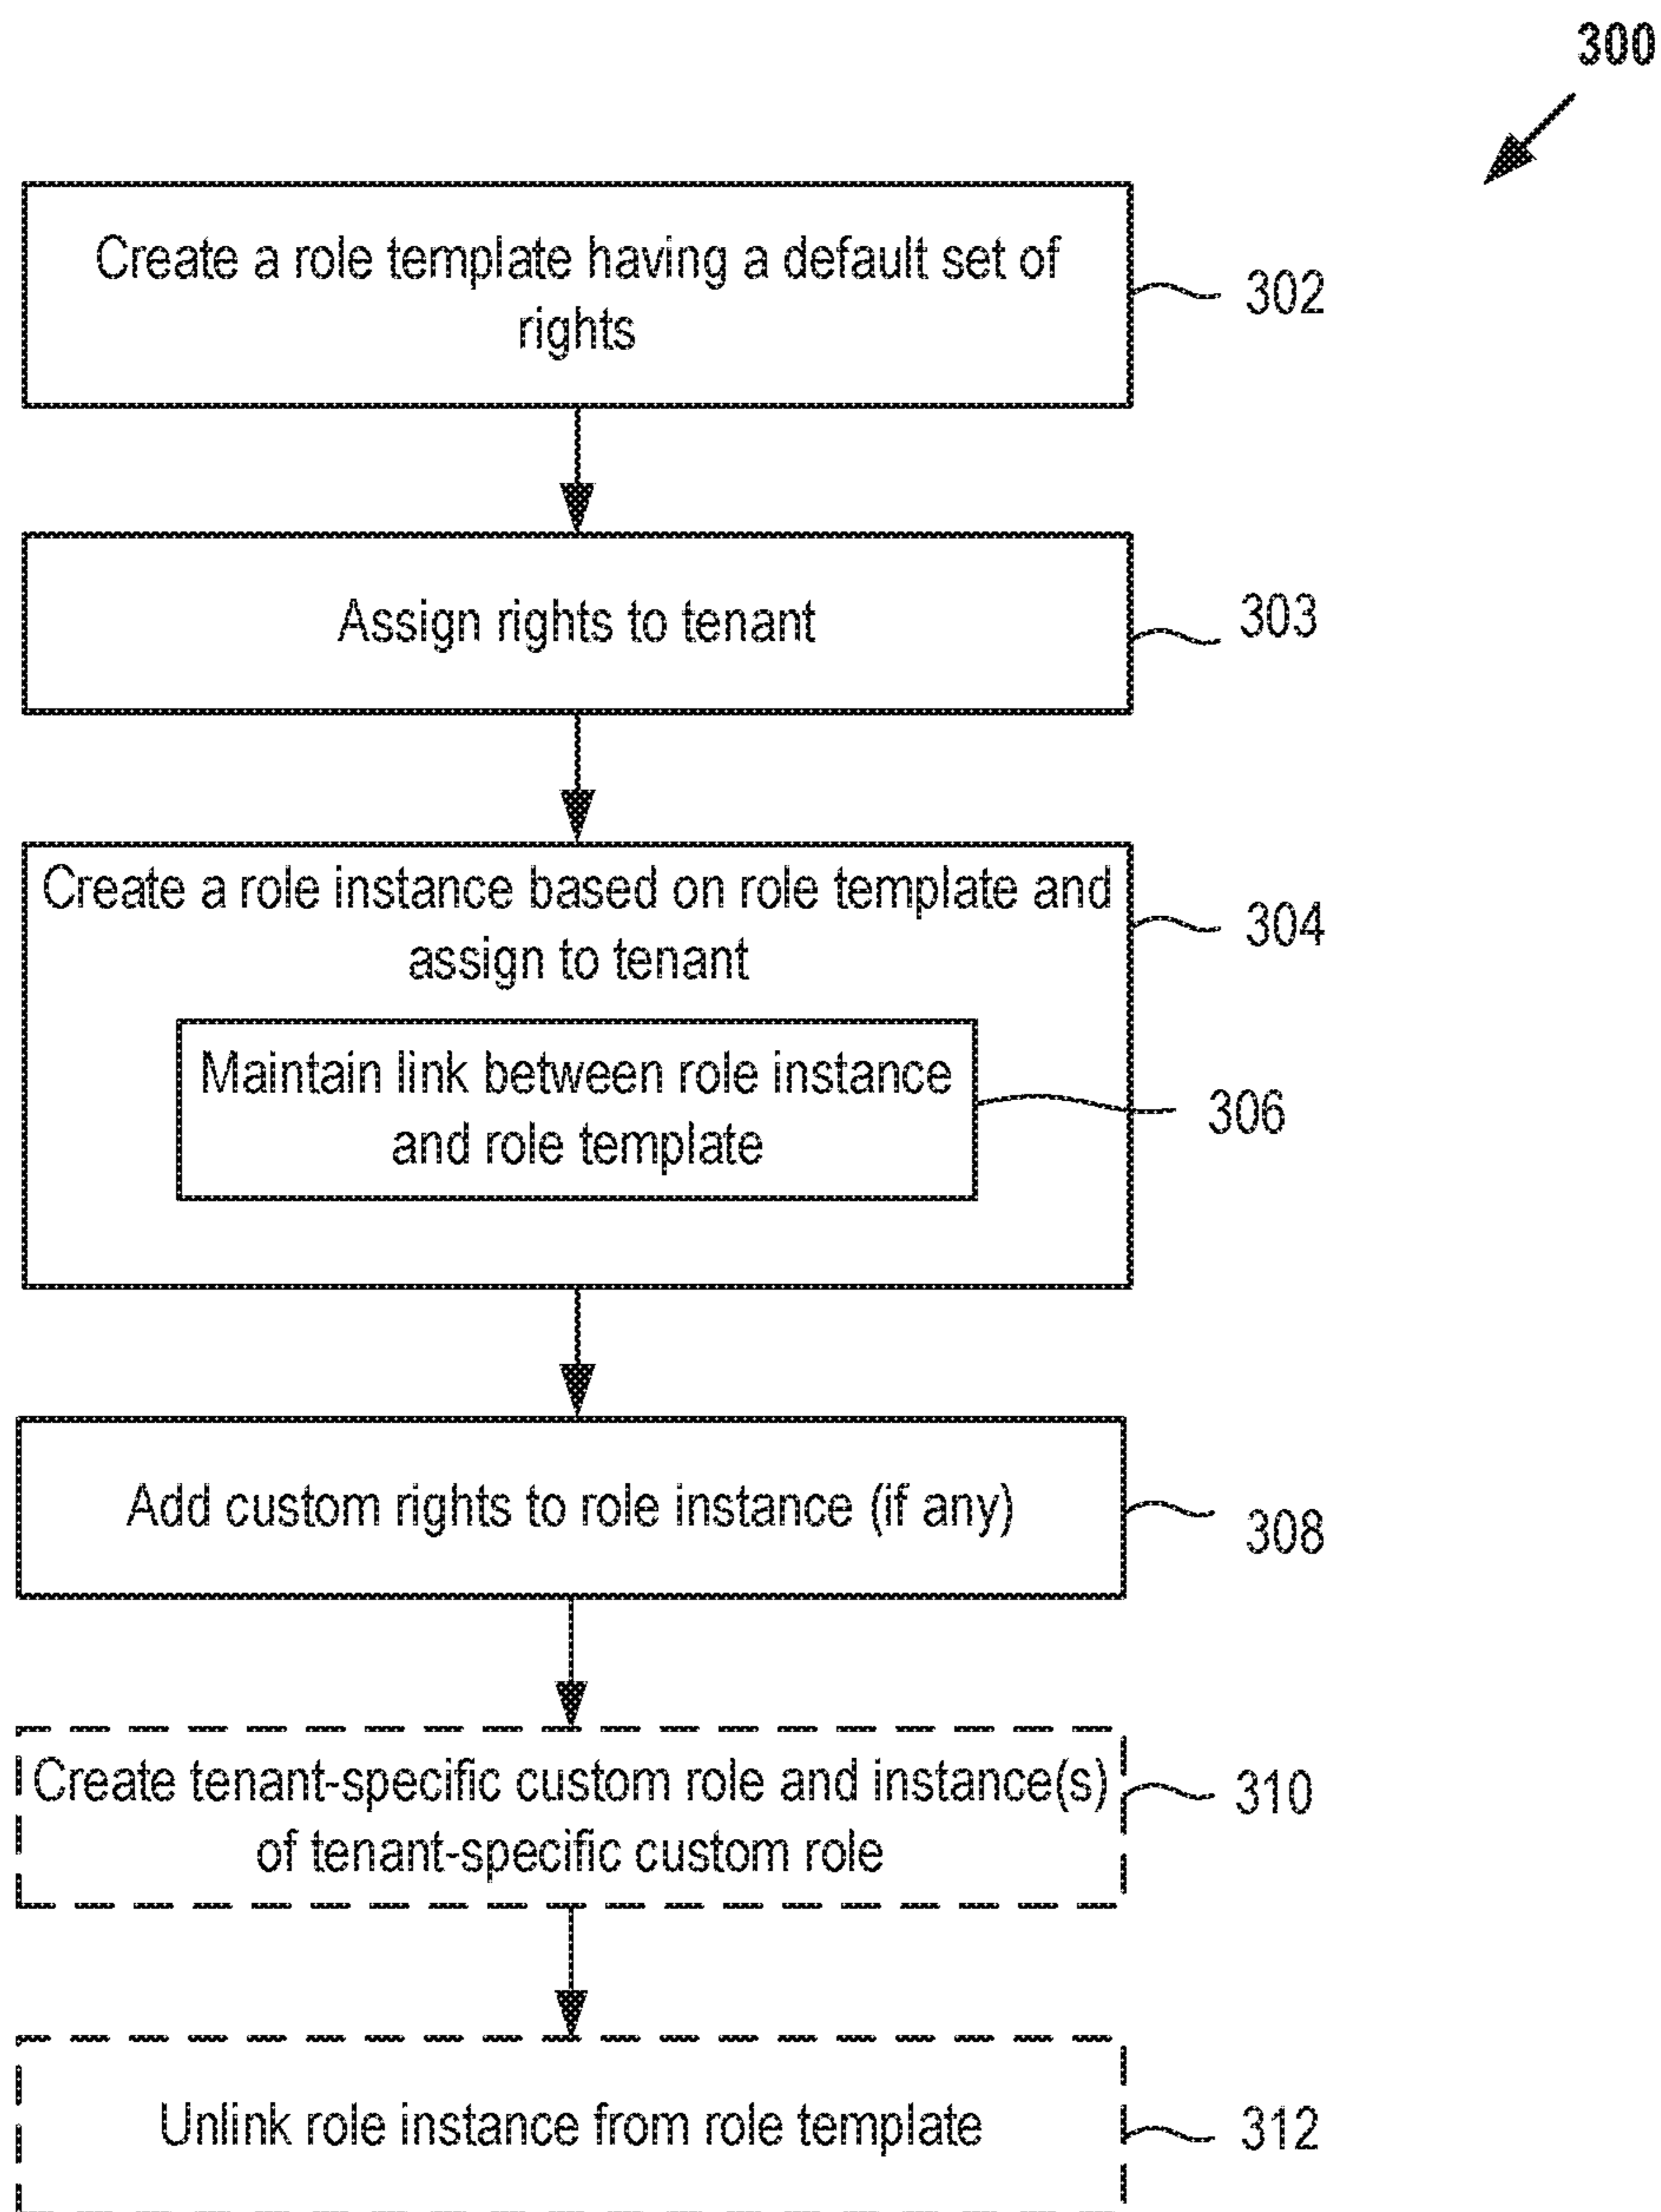 300
Create a role template having a default set of
rights
302
Assign rights to tenant
303
Create a role instance based on role template and
assign to tenant
304
Maintain link between role instance
and role template
306
Add custom rights to role instance (if any)
308
Create tenant-specific custom role and instance(s)
of tenant-specific custom role
310
Unlink role instance from role template
312